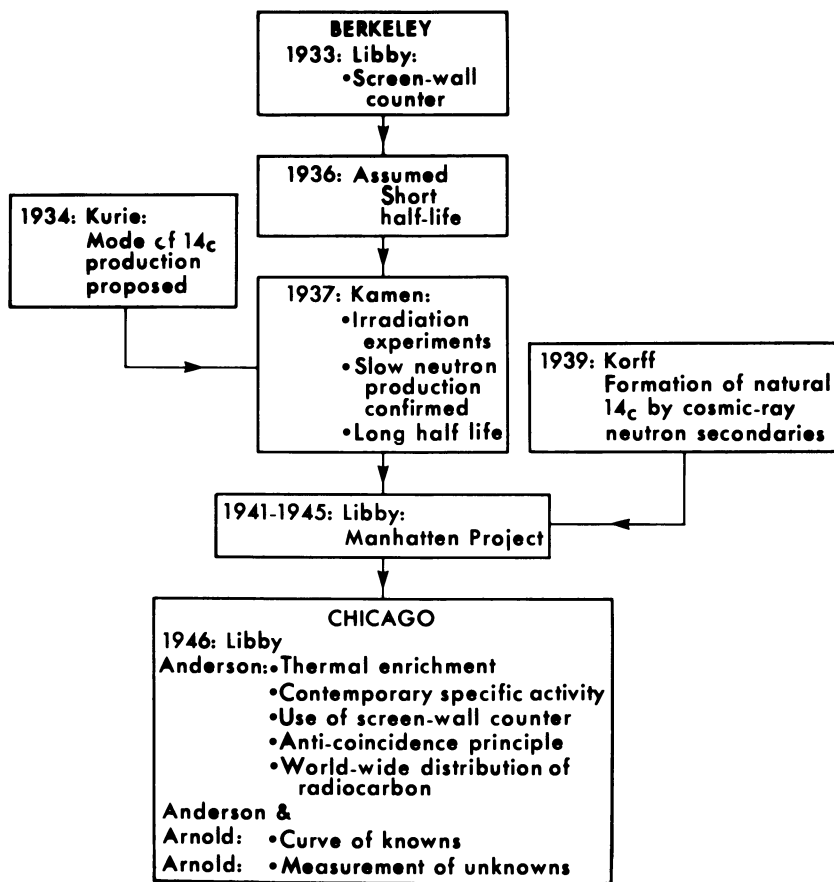 BERKELEY
1933: Libby:
•Screen-wall
counter
1936: Assumed
Short
half-life
1934: Kurie:
Mode cf 14c
production
proposed
1937: Kamen:
•Irradiation
experiments
•Slow neutron
production
confirmed
•Long half life
1939: Korff
Formation of natural
14c by cosmic-ray
neutron secondaries
1941-1945: Libby:
Manhatten Project
CHICAGO
1946: Libby
Anderson: •Thermal enrichment
•Contemporary specific activity
•Use of screen-wall counter
•Anti-coincidence principle
•World-wide distribution of
radiocarbon
Anderson &
Arnold: •Curve of knowns
Arnold: •Measurement of unknowns